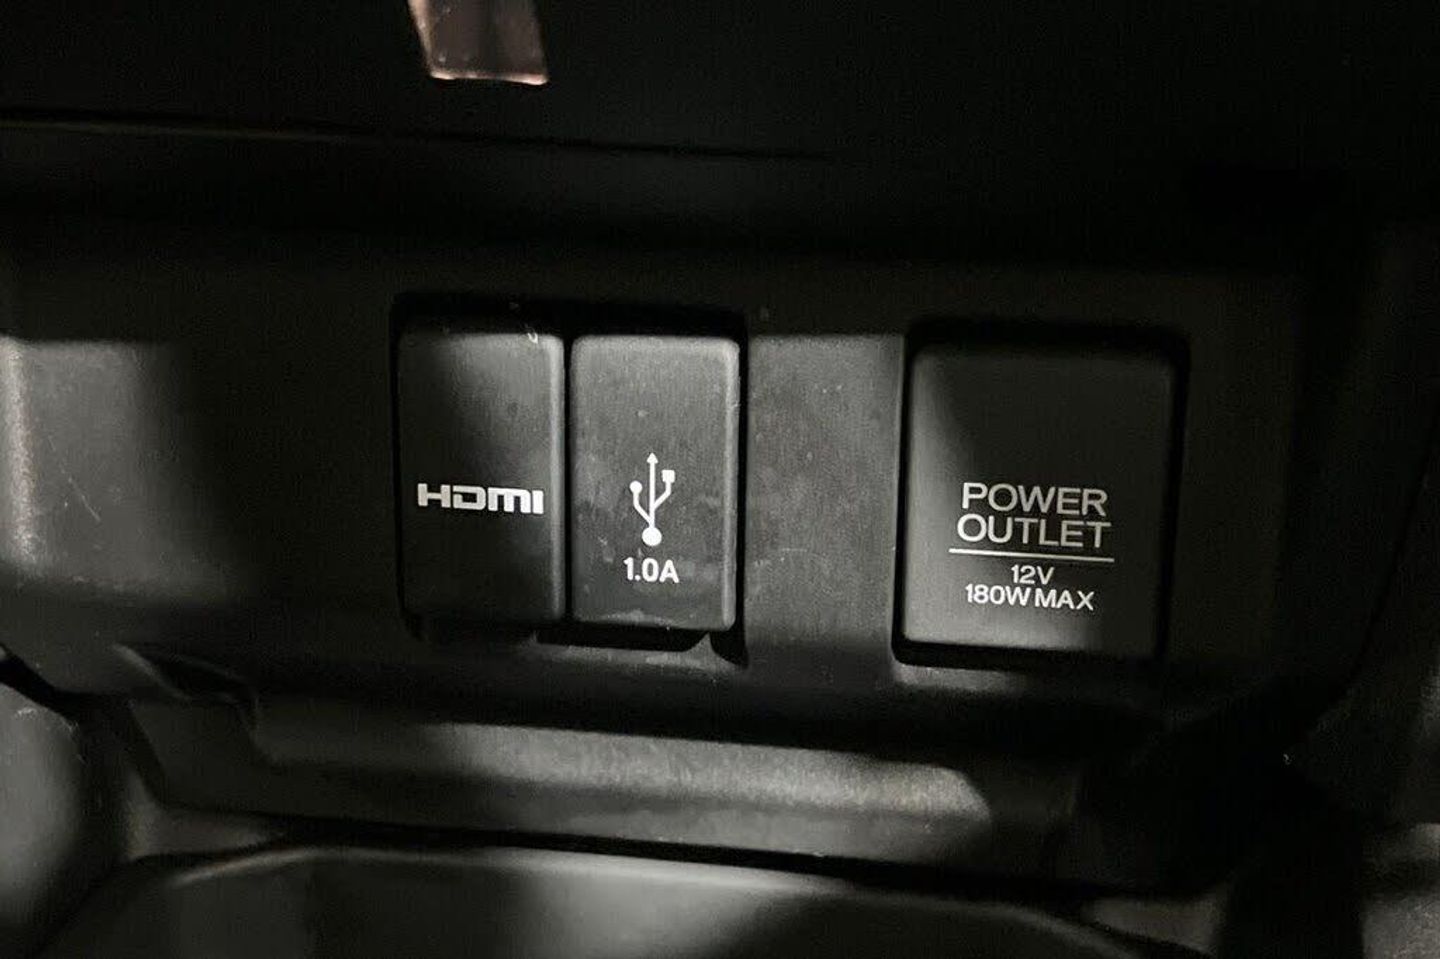 HDMI
1.0A
POWER
OUTLET
12V
180W MAX